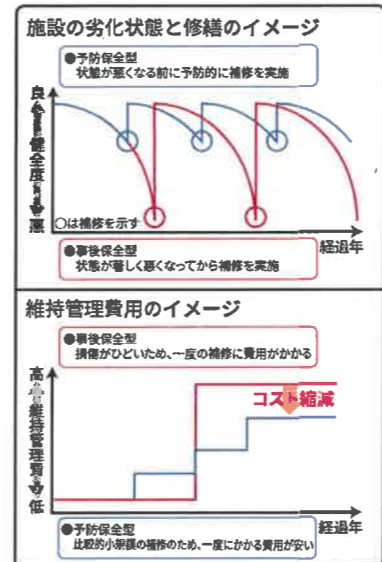 施設の劣化状態と修繕のイメージ
●予防保全型
状態が悪くなる前に予防的に補修を実施
良
健全度
悪
〇は補修を示す
経過年
●事後保全型
状態が著しく悪くなってから補修を実施
維持管理費用のイメージ
●事後保全型
損傷がひどいため、一度の補修に費用がかかる
高
維持管理費
低
コスト縮減
経過年
●予防保全型
比較的小規模の補修のため、一度にかかる費用が安い